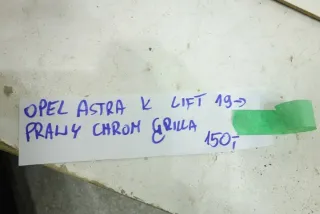 OPEL ASTRA K LIFT 19→
PRAWY CHROM GRILLA
150,-